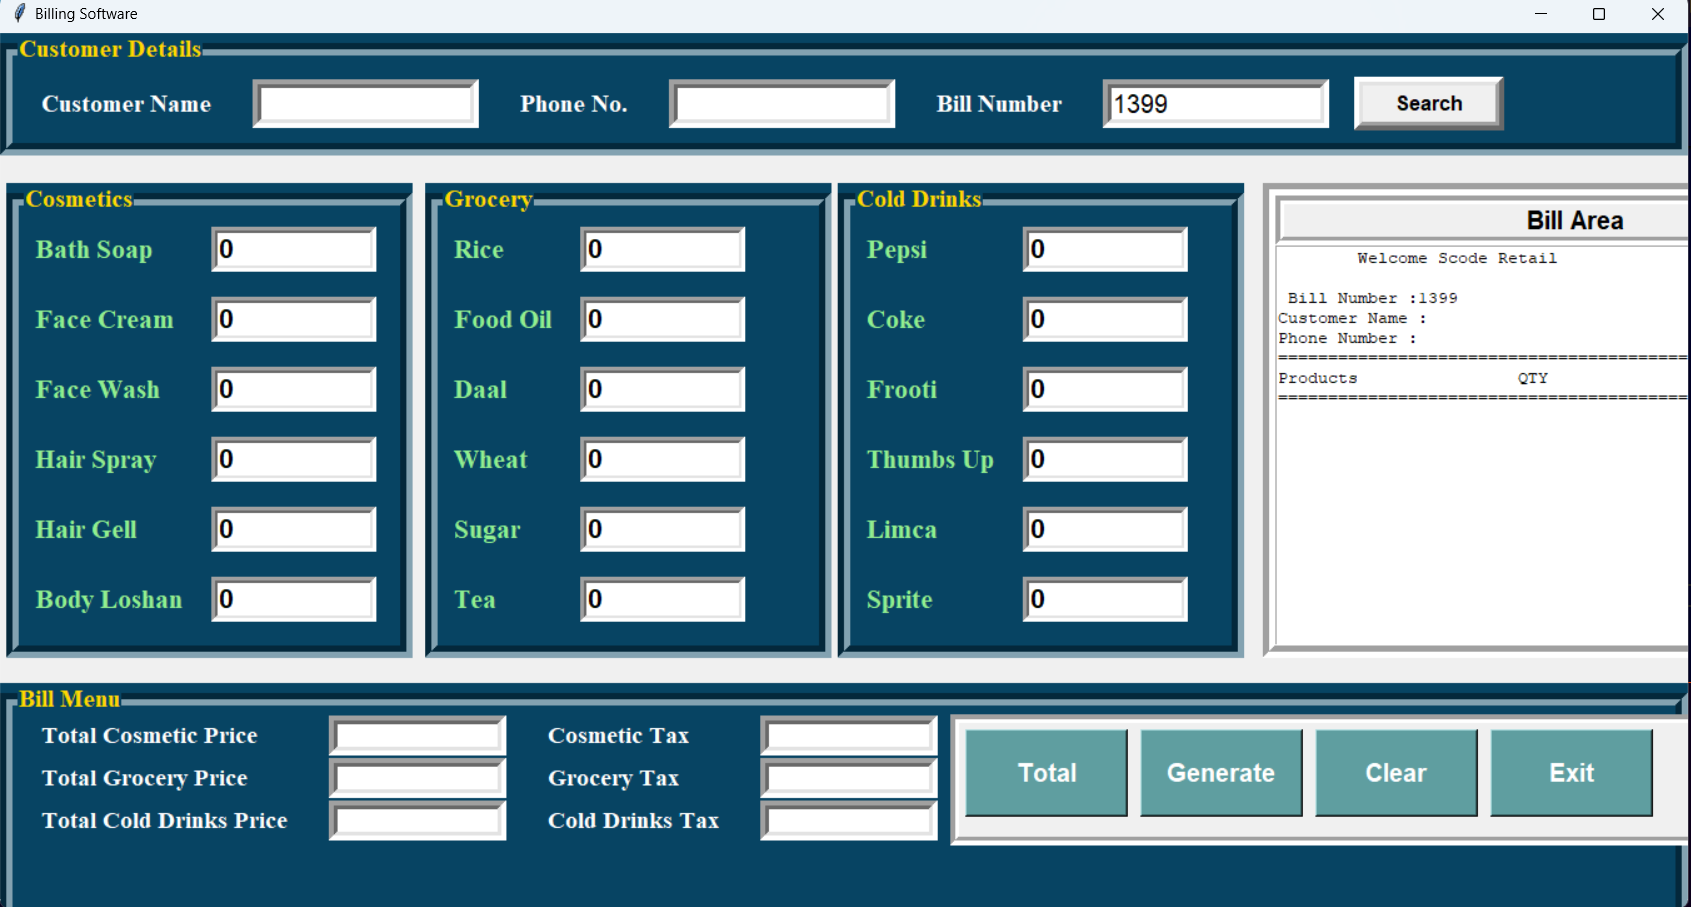 Billing Software
Customer Details
Customer Name
Phone No.
Bill Number 1399 Search
Cosmetics
Bath Soap 0
Face Cream 0
Face Wash 0
Hair Spray 0
Hair Gell 0
Body Loshan 0
Grocery
Rice 0
Food Oil 0
Daal 0
Wheat 0
Sugar 0
Tea 0
Cold Drinks
Pepsi 0
Coke 0
Frooti 0
Thumbs Up 0
Limca 0
Sprite 0
Bill Area
Welcome Scode Retail
Bill Number :1399
Customer Name :
Phone Number :
=========================================
Products QTY
=========================================
Bill Menu
Total Cosmetic Price Cosmetic Tax
Total Grocery Price Grocery Tax
Total Cold Drinks Price Cold Drinks Tax
Total Generate Clear Exit